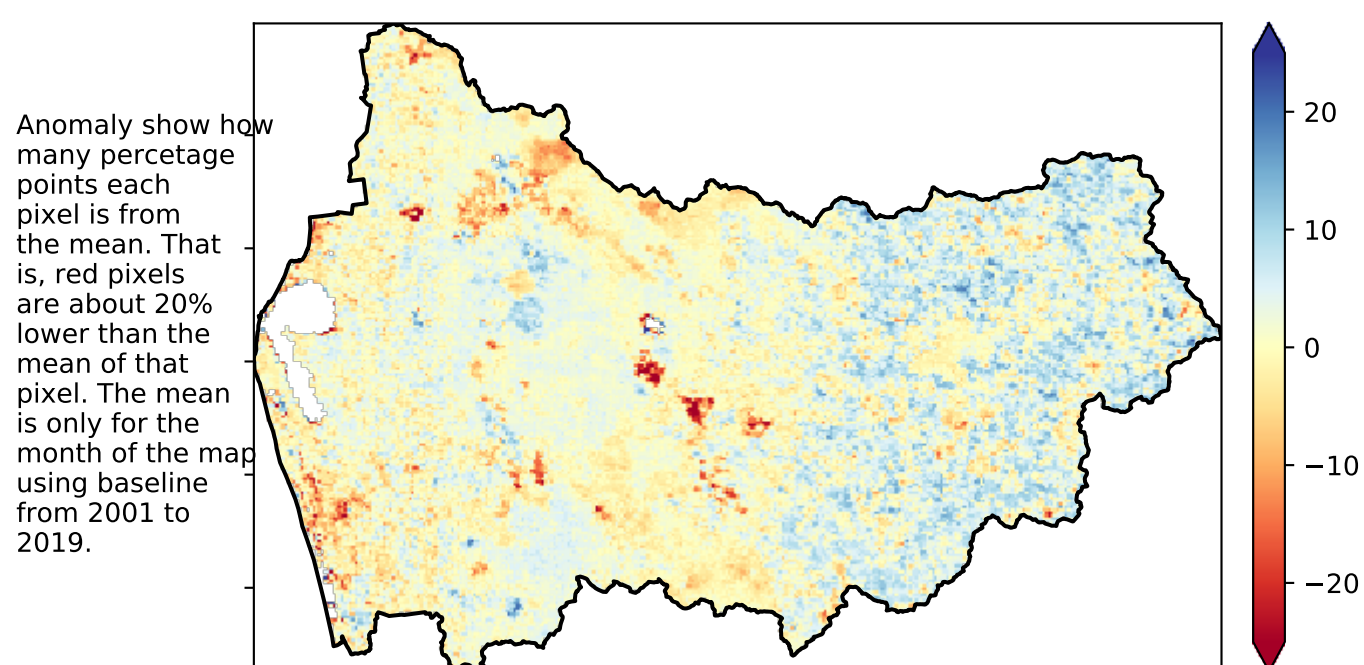 Anomaly show how
many percetage
points each
pixel is from
the mean. That
is, red pixels
are about 20%
lower than the
mean of that
pixel. The mean
is only for the
month of the map
using baseline
from 2001 to
2019.
20
10
0
−10
−20